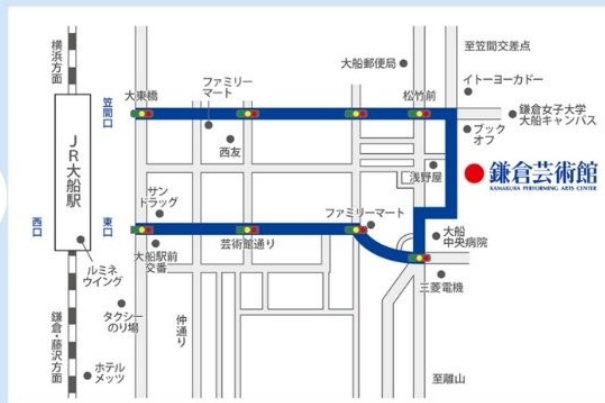 横浜方面
JR大船駅
笠間口
西口
東口
鎌倉・藤沢方面
大東橋
ファミリー
マート
西友
大船郵便局
松竹前
至笠間交差点
イトーヨーカドー
鎌倉女子大学
大船キャンパス
ブック
オフ
浅野屋
鎌倉芸術館
KAMAKURA PERFORMING ARTS CENTER
サン
ドラッグ
大船駅前
交番
芸術館通り
ファミリーマート
大船
中央病院
三菱電機
ルミネ
ウイング
タクシー
のり場
仲通り
ホテル
メッツ
至離山